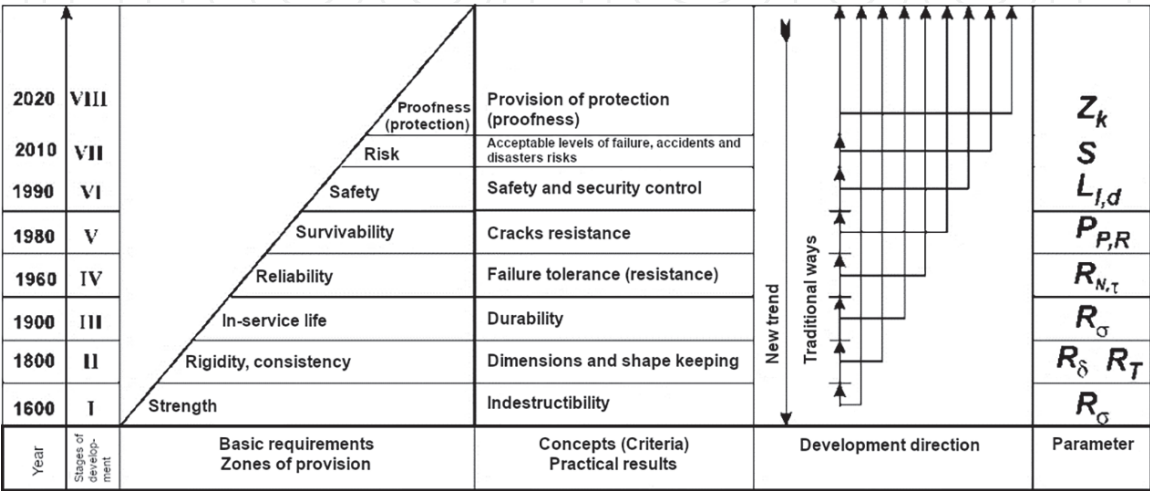 2020 VIII Proofness (protection) Provision of protection (proofness) Z_k
2010 VII Risk Acceptable levels of failure, accidents and disasters risks S
1990 VI Safety Safety and security control L_l,d
1980 V Survivability Cracks resistance P_P,R
1960 IV Reliability Failure tolerance (resistance) R_N,τ
1900 III In-service life Durability R_σ
1800 II Rigidity, consistency Dimensions and shape keeping R_δ R_T
1600 I Strength Indestructibility R_σ
New trend
Traditional ways
Year
Stages of
develop-
ment
Basic requirements
Zones of provision
Concepts (Criteria)
Practical results
Development direction
Parameter